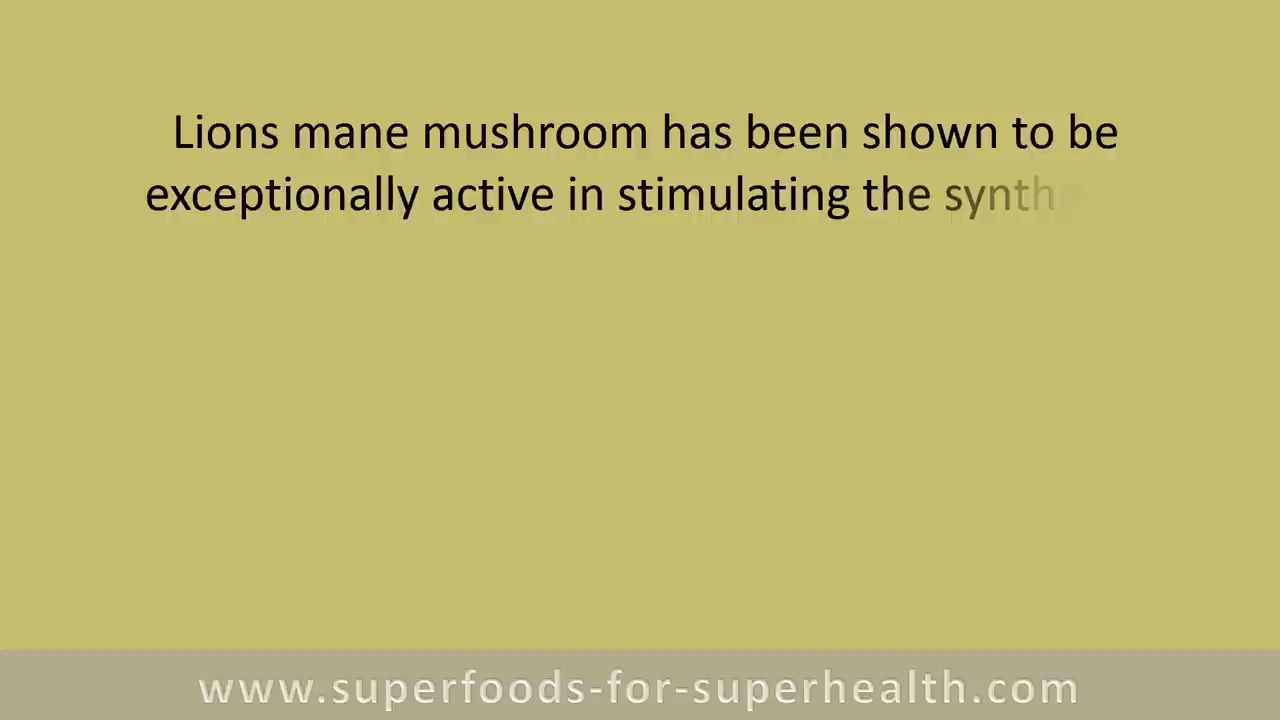 Lions mane mushroom has been shown to be
exceptionally active in stimulating the
www.superfoods-for-superhealth.com